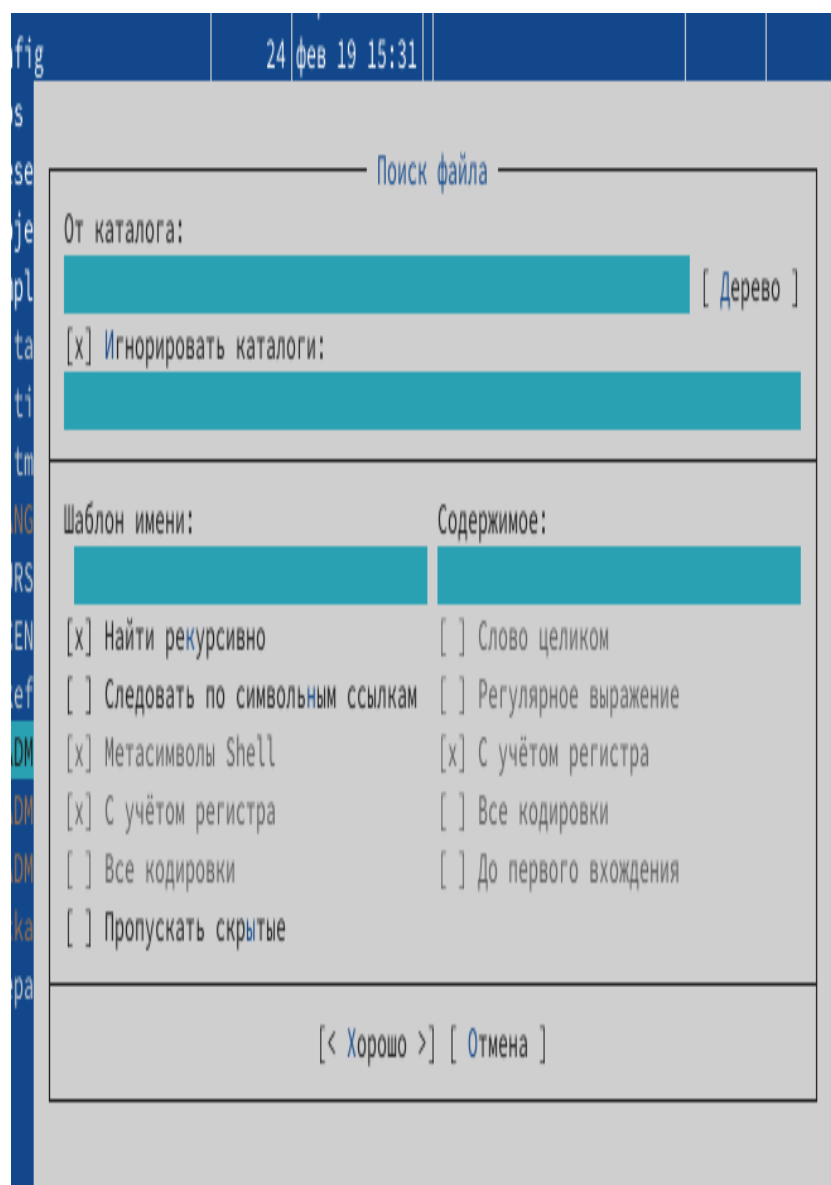 fig 24 фев 19 15:31
Поиск файла
От каталога:
[ Дерево ]
[x] Игнорировать каталоги:
Шаблон имени: Содержимое:
[x] Найти рекурсивно [ ] Слово целиком
[ ] Следовать по символьным ссылкам [ ] Регулярное выражение
[x] Метасимволы Shell [x] С учётом регистра
[x] С учётом регистра [ ] Все кодировки
[ ] Все кодировки [ ] До первого вхождения
[ ] Пропускать скрытые
[< Хорошо >] [ Отмена ]